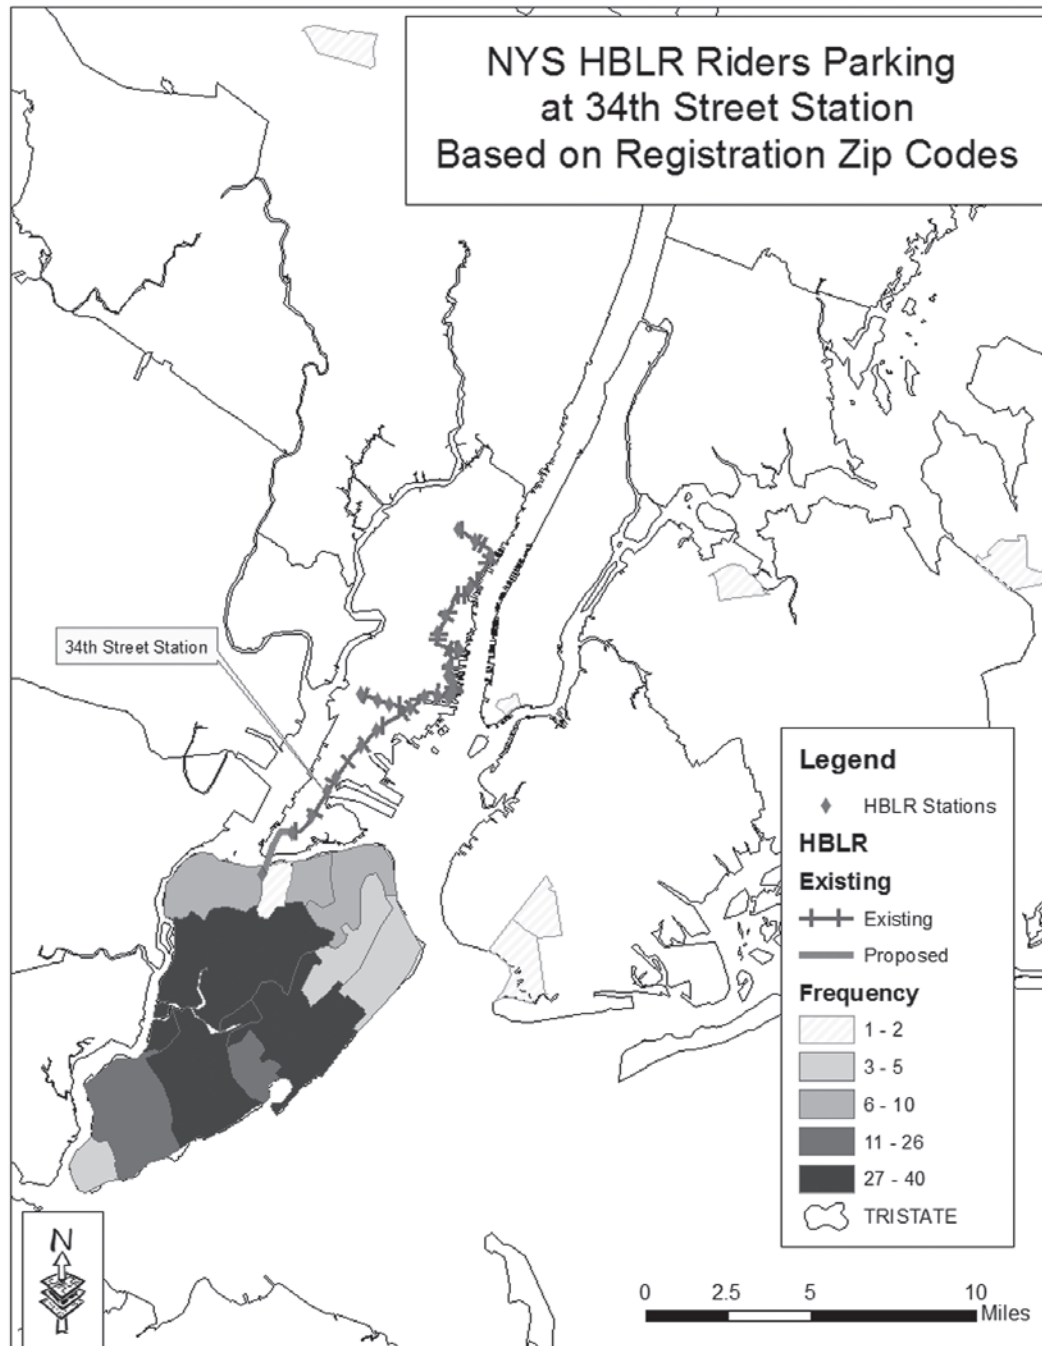 NYS HBLR Riders Parking
at 34th Street Station
Based on Registration Zip Codes
34th Street Station
Legend
HBLR Stations
HBLR
Existing
Existing
Proposed
Frequency
1 - 2
3 - 5
6 - 10
11 - 26
27 - 40
TRISTATE
N
0 2.5 5 10
Miles